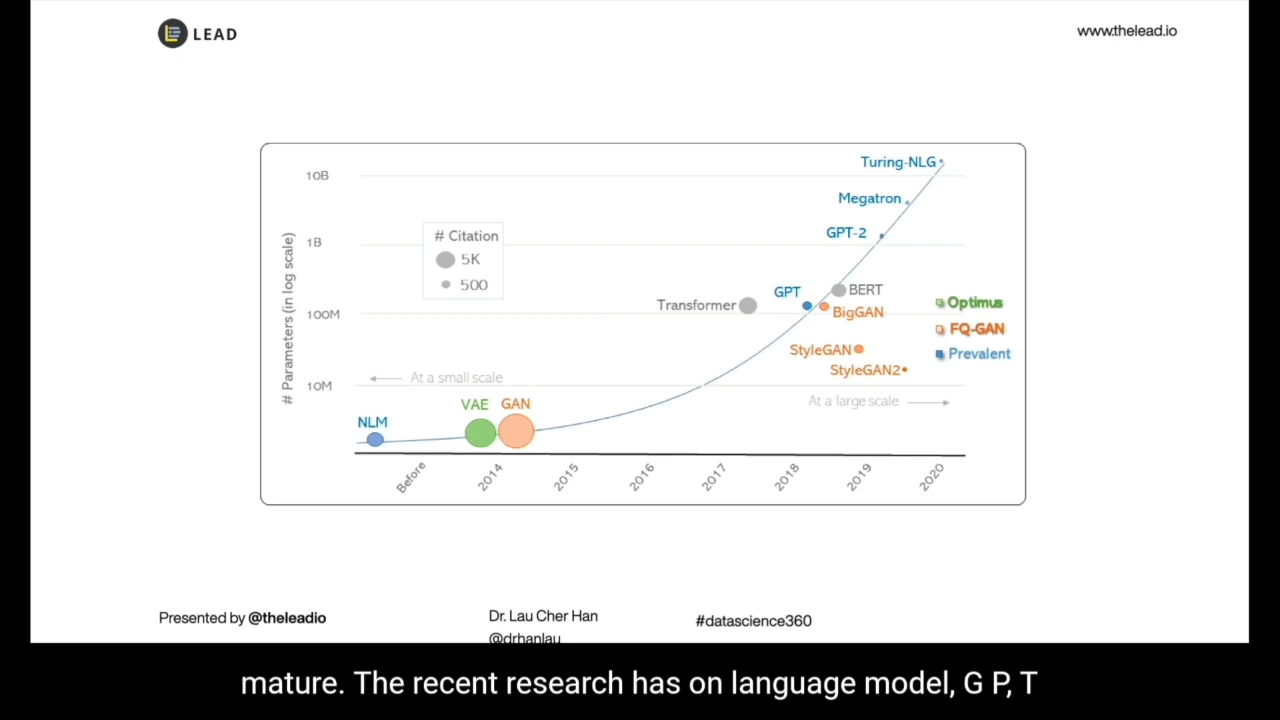 LEAD
www.thelead.io
Turing-NLG
10B
Megatron
# Citation
GPT-2
1B
5K
500
GPT
BERT
Transformer
BigGAN
Optimus
100M
FQ-GAN
StyleGAN
Prevalent
StyleGAN2
At a small scale
10M
At a large scale
VAE
GAN
NLM
# Parameters (in log scale)
Before
2014
2015
2016
2017
2018
2019
2020
Presented by @theleadio
Dr. Lau Cher Han
@drhanlau
#datascience360
mature. The recent research has on language model, G P, T